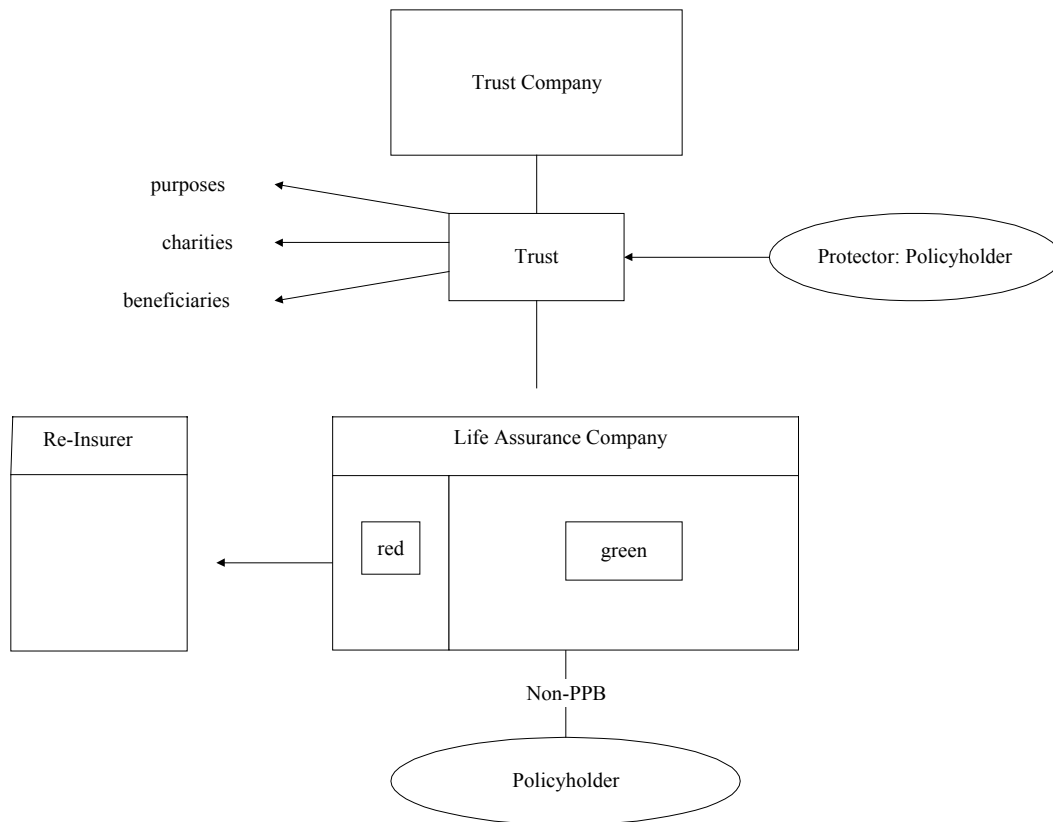 Trust Company
purposes
charities
beneficiaries
Trust
Protector: Policyholder
Re-Insurer
Life Assurance Company
red
green
Non-PPB
Policyholder